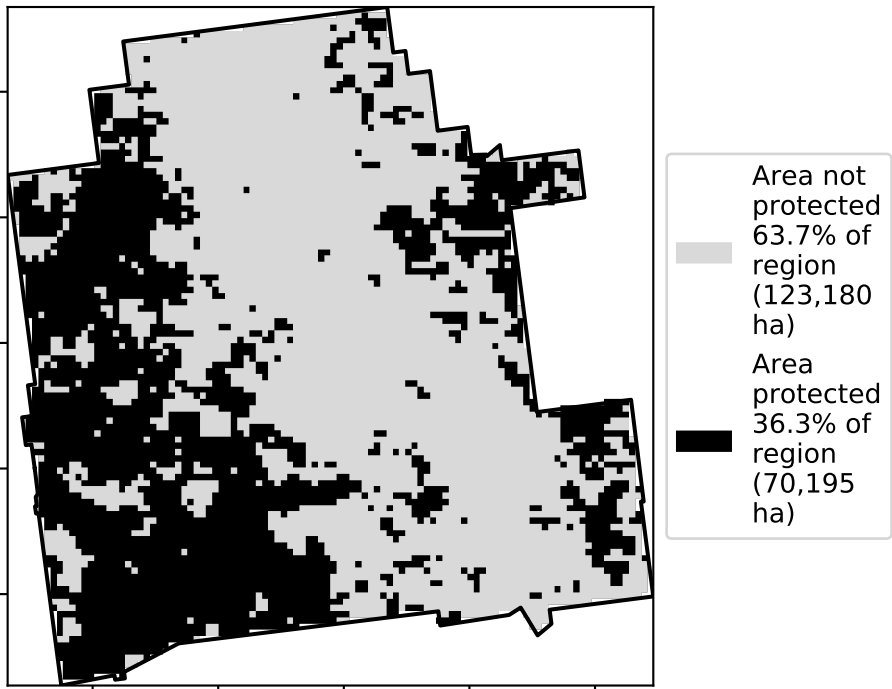 Area not
protected
63.7% of
region
(123,180
ha)
Area
protected
36.3% of
region
(70,195
ha)